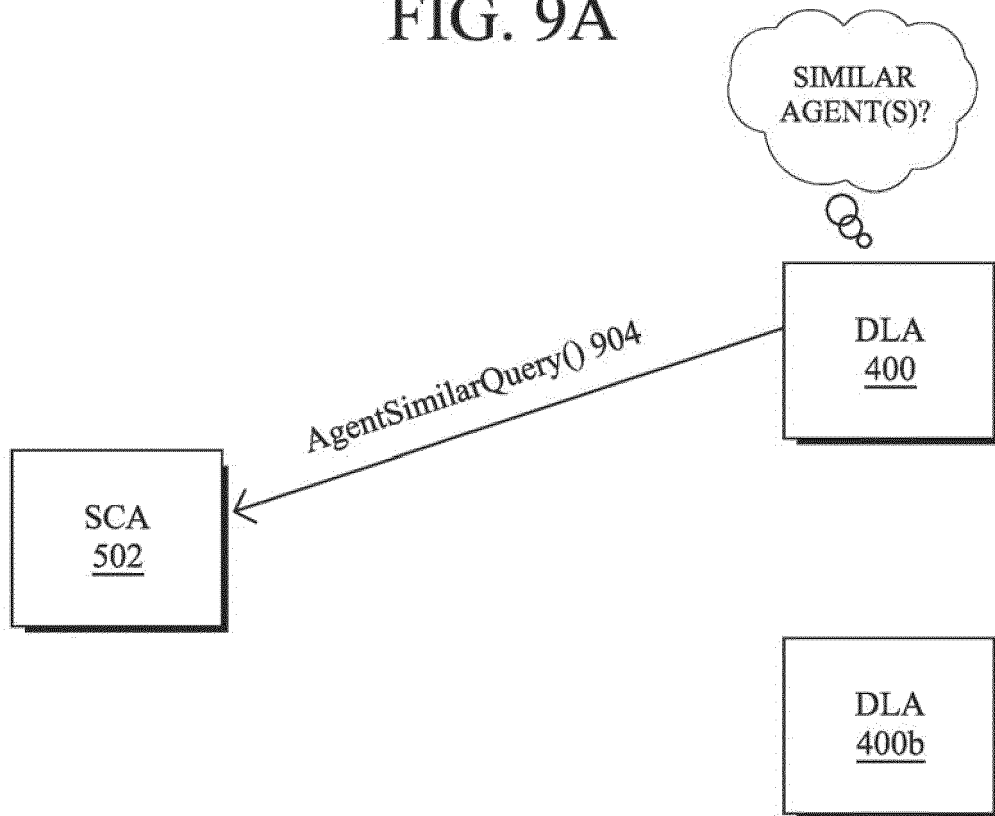 FIG. 9A
SIMILAR
AGENT(S)?
DLA
400
AgentSimilarQuery() 904
SCA
502
DLA
400b